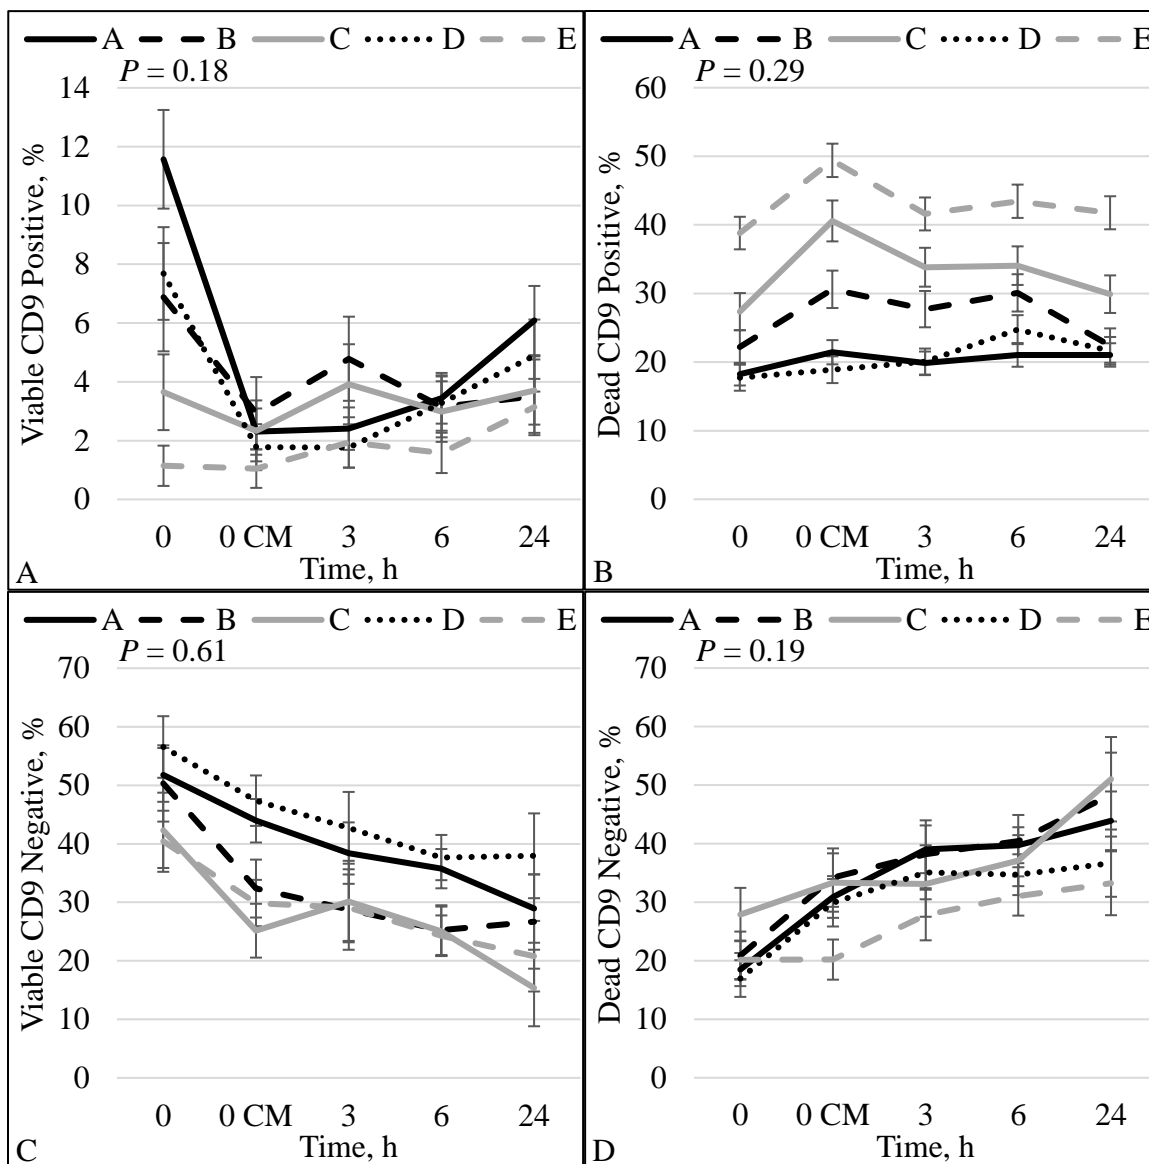 A B C D E
P = 0.18
Viable CD9 Positive, %
14
12
10
8
6
4
2
0
0 0 CM 3 6 24
Time, h
A
A B C D E
P = 0.29
Dead CD9 Positive, %
60
50
40
30
20
10
0
0 0 CM 3 6 24
Time, h
B
A B C D E
P = 0.61
Viable CD9 Negative, %
70
60
50
40
30
20
10
0
0 0 CM 3 6 24
Time, h
C
A B C D E
P = 0.19
Dead CD9 Negative, %
70
60
50
40
30
20
10
0
0 0 CM 3 6 24
Time, h
D